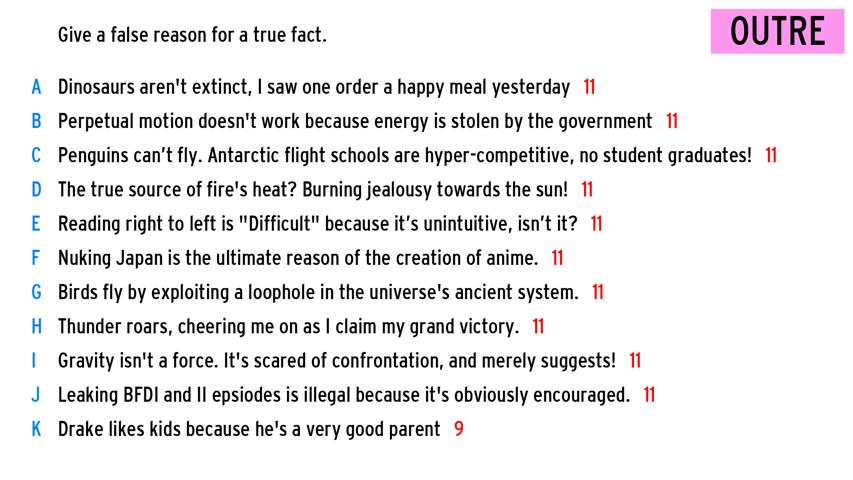 Give a false reason for a true fact.
OUTRE
A Dinosaurs aren't extinct, I saw one order a happy meal yesterday 11
B Perpetual motion doesn't work because energy is stolen by the government 11
C Penguins can’t fly. Antarctic flight schools are hyper-competitive, no student graduates! 11
D The true source of fire's heat? Burning jealousy towards the sun! 11
E Reading right to left is "Difficult" because it’s unintuitive, isn’t it? 11
F Nuking Japan is the ultimate reason of the creation of anime. 11
G Birds fly by exploiting a loophole in the universe's ancient system. 11
H Thunder roars, cheering me on as I claim my grand victory. 11
I Gravity isn't a force. It's scared of confrontation, and merely suggests! 11
J Leaking BFDI and II epsiodes is illegal because it's obviously encouraged. 11
K Drake likes kids because he's a very good parent 9